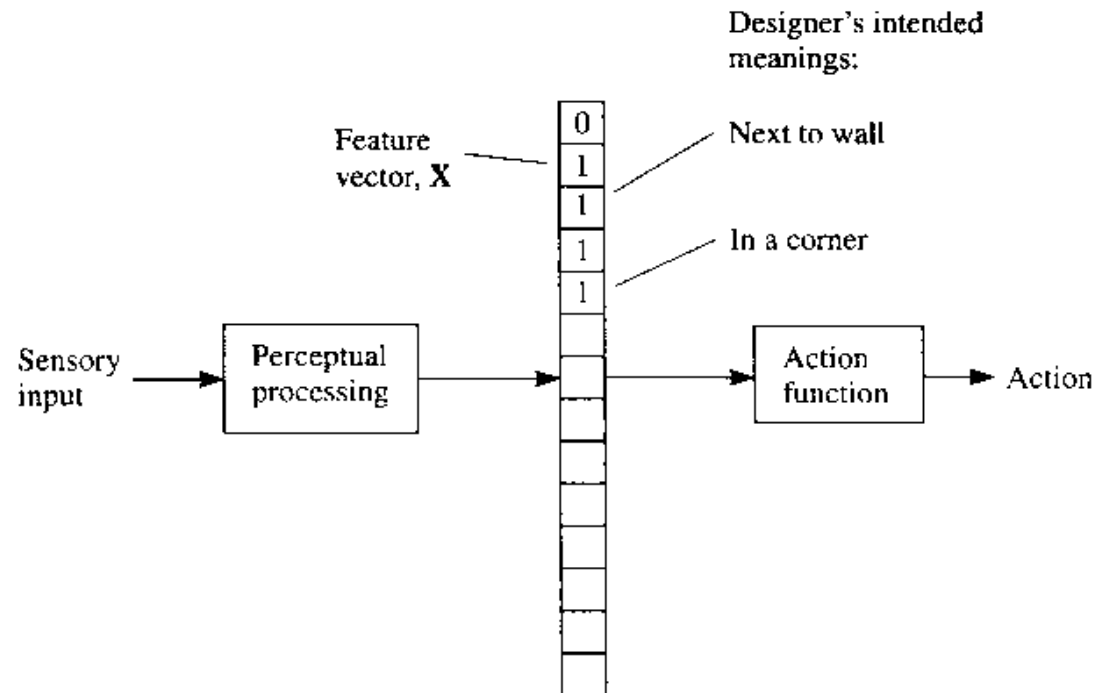 Designer's intended
meanings:
Feature
vector, X
0
1
1
1
1
Next to wall
In a corner
Sensory
input
Perceptual
processing
Action
function
Action